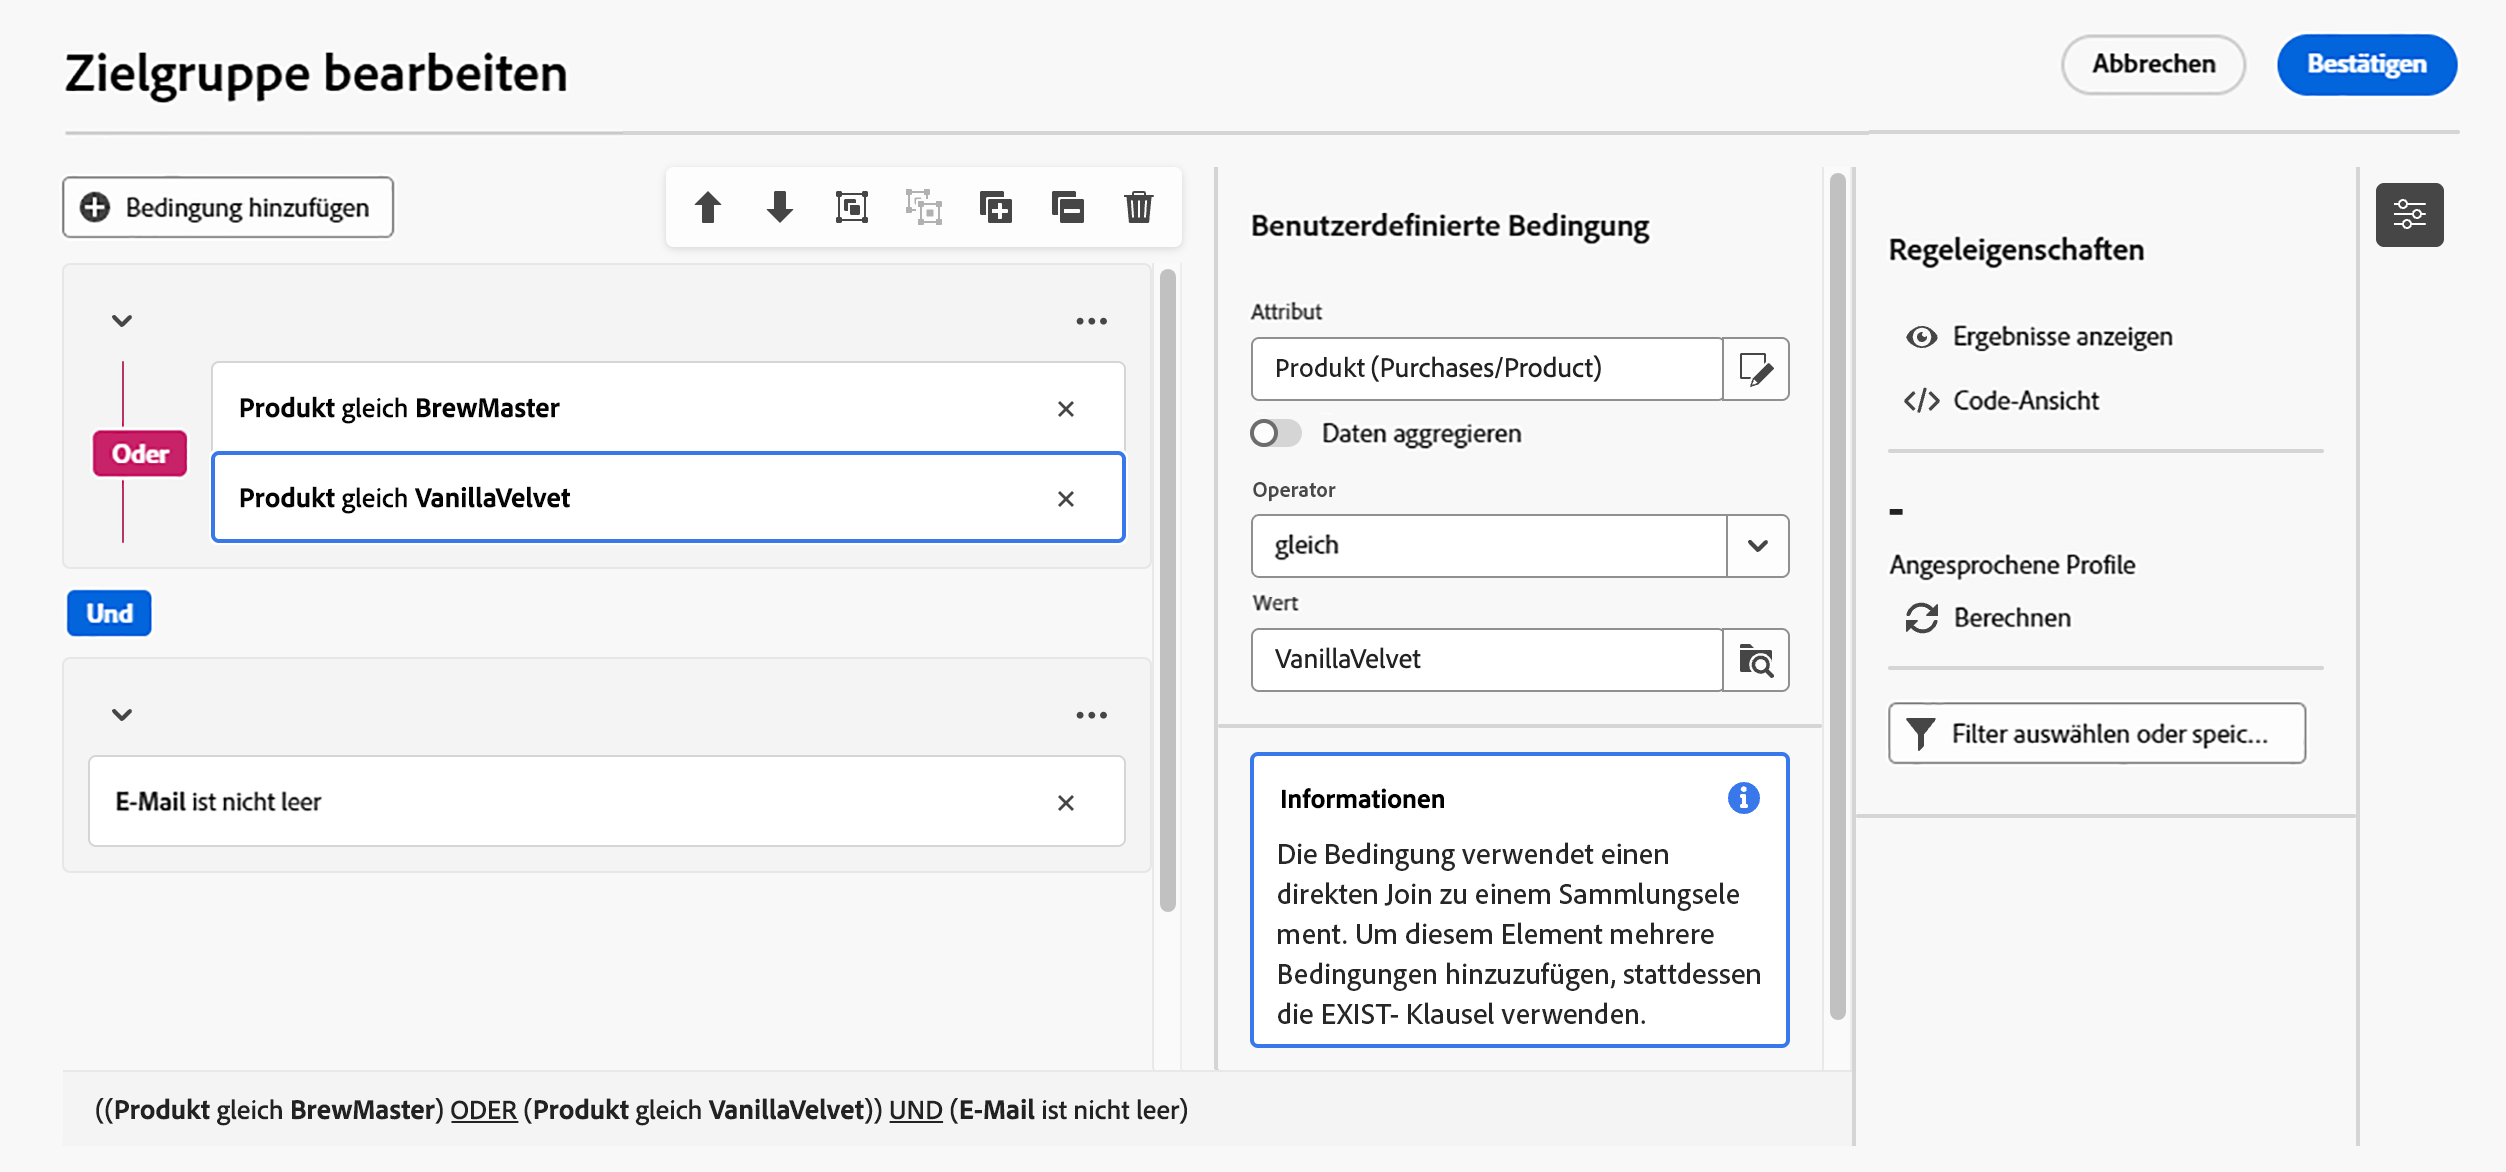 Zielgruppe bearbeiten
Abbrechen
Bestätigen
Bedingung hinzufügen
Produkt gleich BrewMaster
Oder
Produkt gleich VanillaVelvet
Und
E-Mail ist nicht leer
Benutzerdefinierte Bedingung
Attribut
Produkt (Purchases/Product)
Daten aggregieren
Operator
gleich
Wert
VanillaVelvet
Informationen
Die Bedingung verwendet einen
direkten Join zu einem Sammlungsele
ment. Um diesem Element mehrere
Bedingungen hinzuzufügen, stattdessen
die EXIST- Klausel verwenden.
Regeleigenschaften
Ergebnisse anzeigen
Code-Ansicht
-
Angesprochene Profile
Berechnen
Filter auswählen oder speic...
((Produkt gleich BrewMaster) ODER (Produkt gleich VanillaVelvet)) UND (E-Mail ist nicht leer)